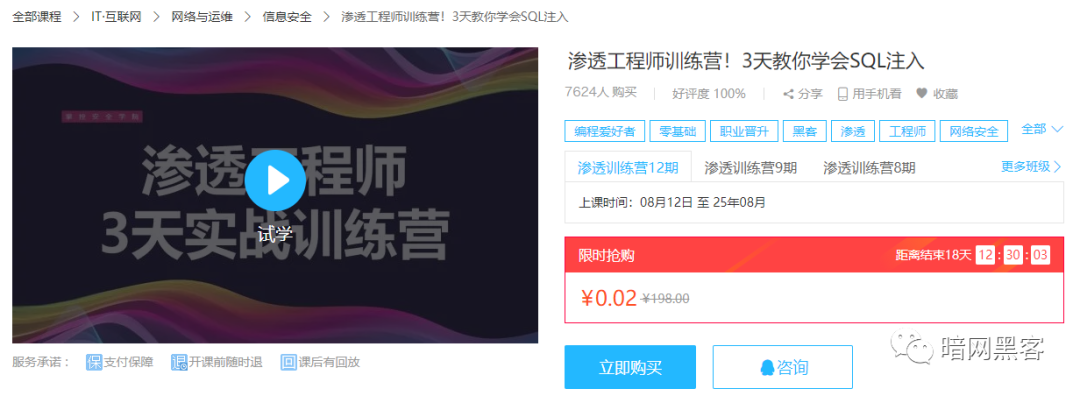 全部课程 > IT·互联网 > 网络与运维 > 信息安全 > 渗透工程师训练营！3天教你学会SQL注入
渗透工程师
3天实战训练营
试学
服务承诺： 保 支付保障 退 开课前随时退 回 课后有回放
渗透工程师训练营！3天教你学会SQL注入
7624人 购买 好评度 100% 分享 用手机看 收藏
编程爱好者 零基础 职业晋升 黑客 渗透 工程师 网络安全 全部
渗透训练营12期 渗透训练营9期 渗透训练营8期 更多班级 >
上课时间：08月12日 至 25年08月
限时抢购 距离结束18天 12 : 30 : 03
¥0.02 ¥198.00
立即购买 咨询
暗网黑客